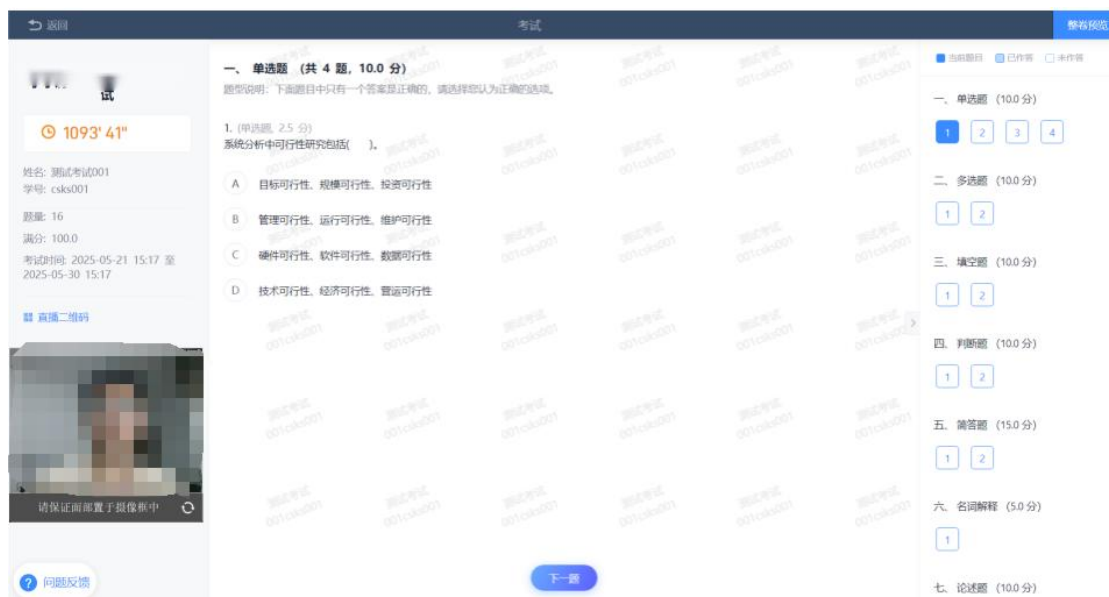 返回
考试
整卷预览
试
1093' 41"
姓名: 测试考试001
学号: csks001
题量: 16
满分: 100.0
考试时间: 2025-05-21 15:17 至
2025-05-30 15:17
直播二维码
请保证面部置于摄像框中
问题反馈
一、 单选题 (共 4 题, 10.0 分)
题型说明: 下面题目中只有一个答案是正确的, 请选择您认为正确的选项。
1. (单选题, 2.5 分)
系统分析中可行性研究包括( )。
A 目标可行性、规模可行性、投资可行性
B 管理可行性、运行可行性、维护可行性
C 硬件可行性、软件可行性、数据可行性
D 技术可行性、经济可行性、营运可行性
下一题
当前题目 已作答 未作答
一、 单选题 (10.0 分)
1 2 3 4
二、 多选题 (10.0 分)
1 2
三、 填空题 (10.0 分)
1 2
四、 判断题 (10.0 分)
1 2
五、 简答题 (15.0 分)
1 2
六、 名词解释 (5.0 分)
1
七、 论述题 (10.0 分)
测试考试
001csks001